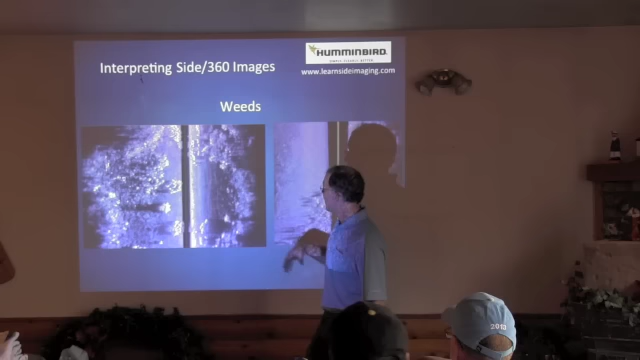 Interpreting Side/360 Images
HUMMINBIRD
www.learnsideimaging.com
Weeds
2013